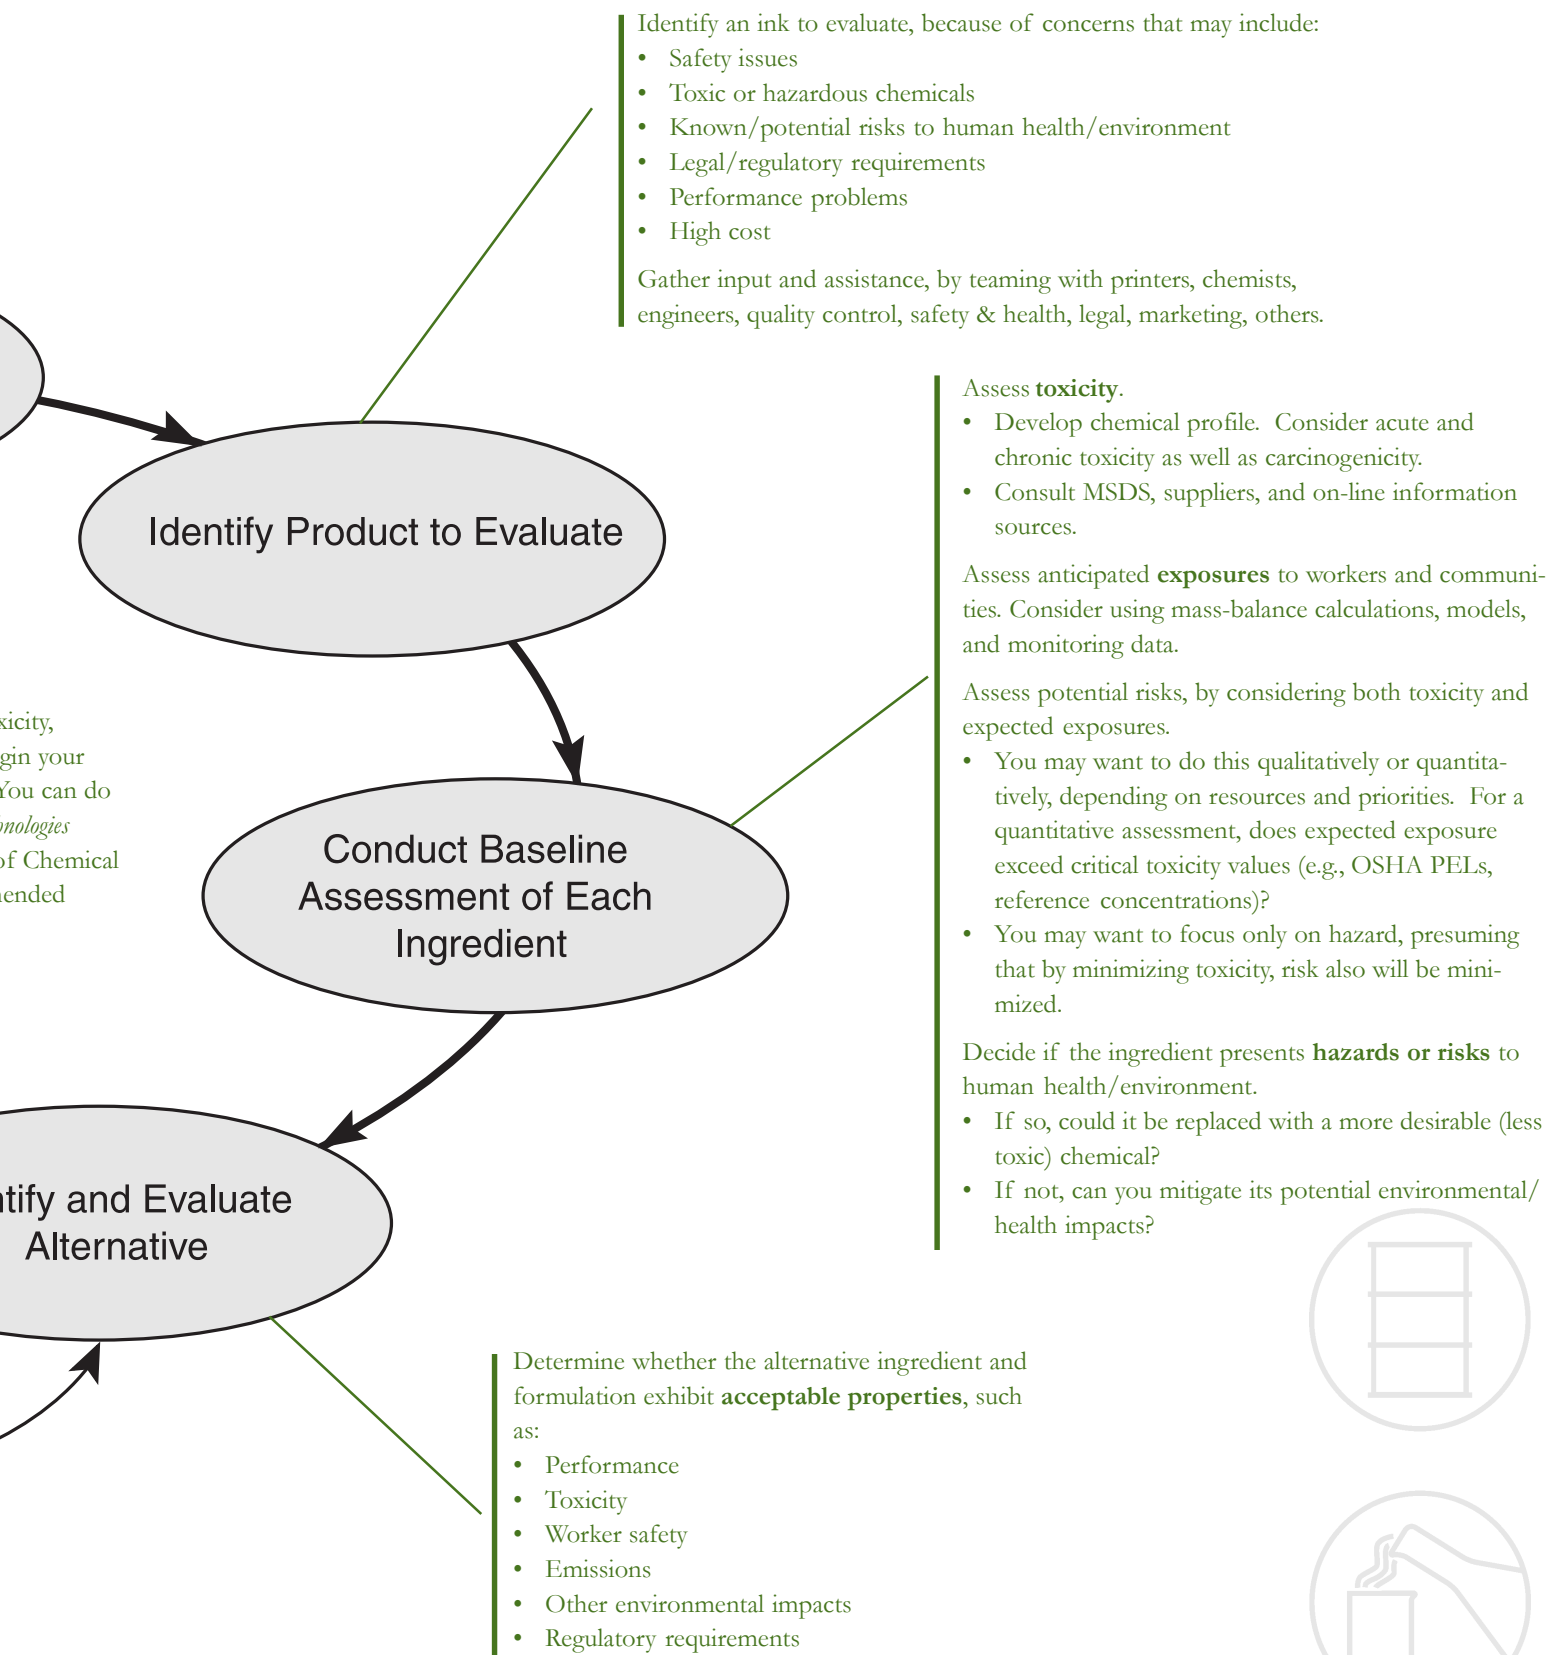 Identify an ink to evaluate, because of concerns that may include:
• Safety issues
• Toxic or hazardous chemicals
• Known/potential risks to human health/environment
• Legal/regulatory requirements
• Performance problems
• High cost
Gather input and assistance, by teaming with printers, chemists,
engineers, quality control, safety & health, legal, marketing, others.
Identify Product to Evaluate
Assess toxicity.
• Develop chemical profile. Consider acute and
chronic toxicity as well as carcinogenicity.
• Consult MSDS, suppliers, and on-line information
sources.
Assess anticipated exposures to workers and communi-
ties. Consider using mass-balance calculations, models,
and monitoring data.
Assess potential risks, by considering both toxicity and
expected exposures.
• You may want to do this qualitatively or quantita-
tively, depending on resources and priorities. For a
quantitative assessment, does expected exposure
exceed critical toxicity values (e.g., OSHA PELs,
reference concentrations)?
• You may want to focus only on hazard, presuming
that by minimizing toxicity, risk also will be mini-
mized.
Decide if the ingredient presents hazards or risks to
human health/environment.
• If so, could it be replaced with a more desirable (less
toxic) chemical?
• If not, can you mitigate its potential environmental/
health impacts?
your
You can do
of Chemical
Conduct Baseline
Assessment of Each
Ingredient
and Evaluate
Alternative
Determine whether the alternative ingredient and
formulation exhibit acceptable properties, such
as:
• Performance
• Toxicity
• Worker safety
• Emissions
• Other environmental impacts
• Regulatory requirements